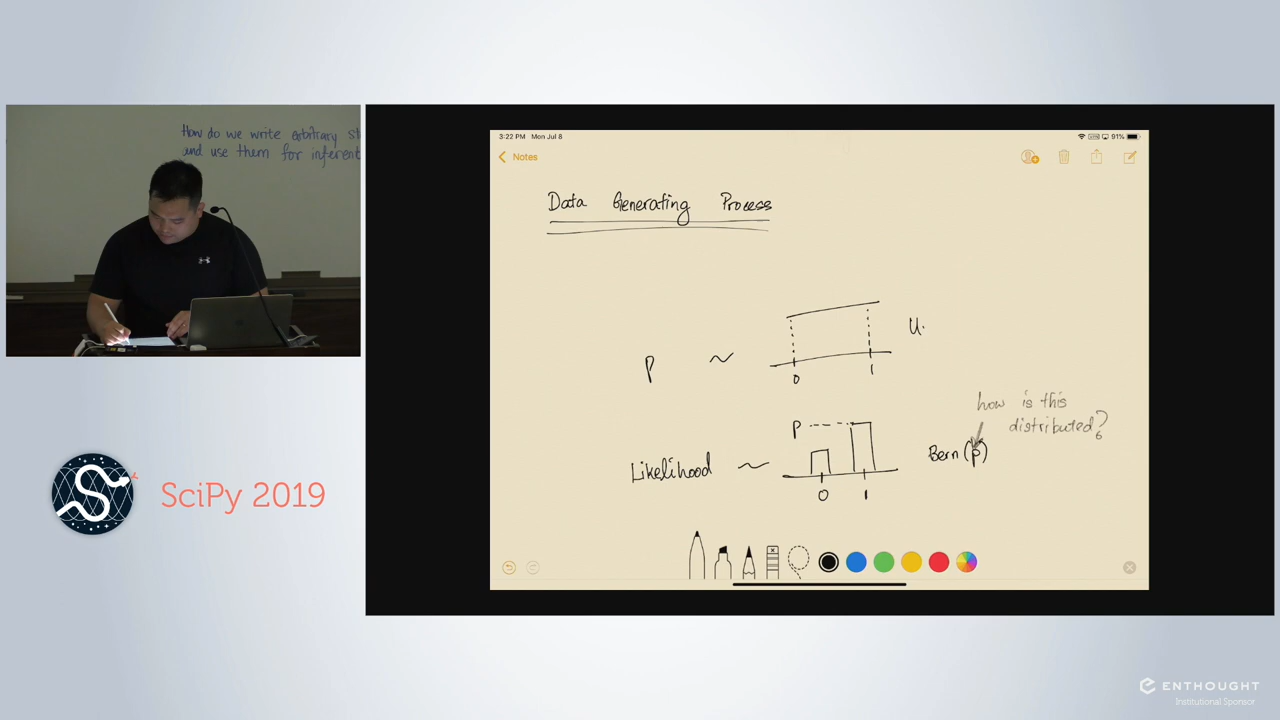 How do we write arbitrary
and use them for
3:22 PM Mon Jul 8
91%
Notes
Data Generating Process
p ~
0 1
U
how is this
distributed?
p
Likelihood ~
Bern (p)
0 1
SciPy 2019
ENTHOUGHT
Institutional Sponsor